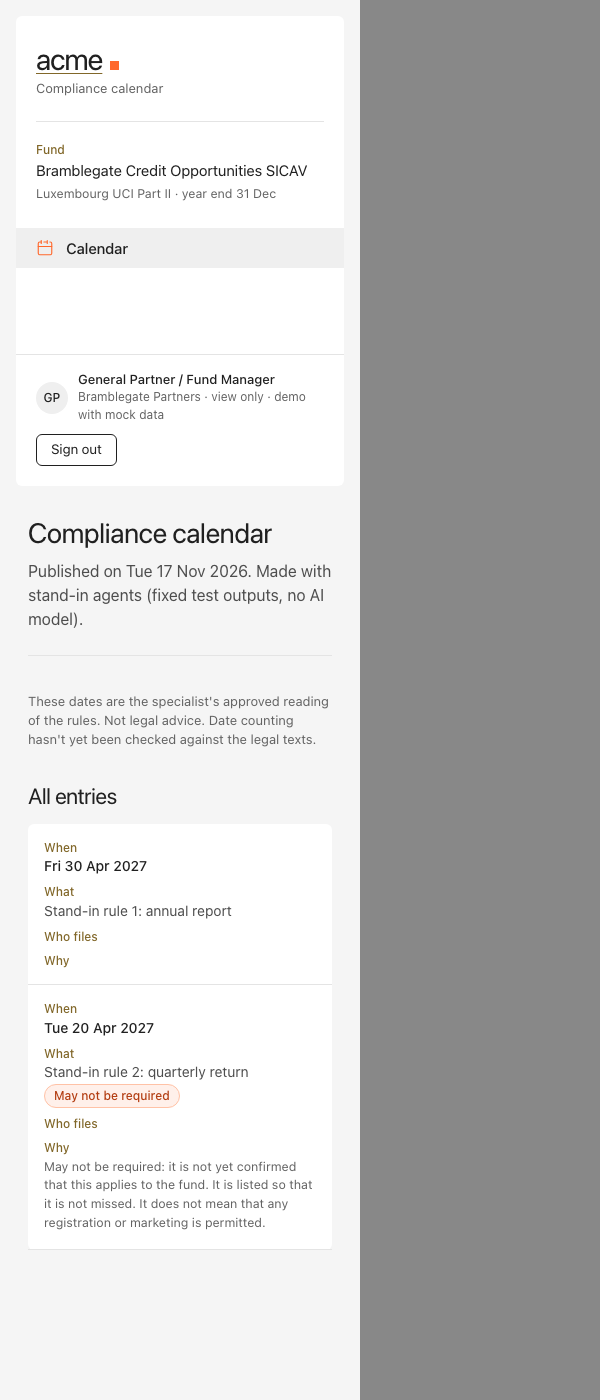 acme
Compliance calendar
Fund
Bramblegate Credit Opportunities SICAV
Luxembourg UCI Part II · year end 31 Dec
Calendar
GP
General Partner / Fund Manager
Bramblegate Partners · view only · demo
with mock data
Sign out
Compliance calendar
Published on Tue 17 Nov 2026. Made with
stand-in agents (fixed test outputs, no AI
model).
These dates are the specialist's approved reading
of the rules. Not legal advice. Date counting
hasn't yet been checked against the legal texts.
All entries
When
Fri 30 Apr 2027
What
Stand-in rule 1: annual report
Who files
Why
When
Tue 20 Apr 2027
What
Stand-in rule 2: quarterly return
May not be required
Who files
Why
May not be required: it is not yet confirmed
that this applies to the fund. It is listed so that
it is not missed. It does not mean that any
registration or marketing is permitted.